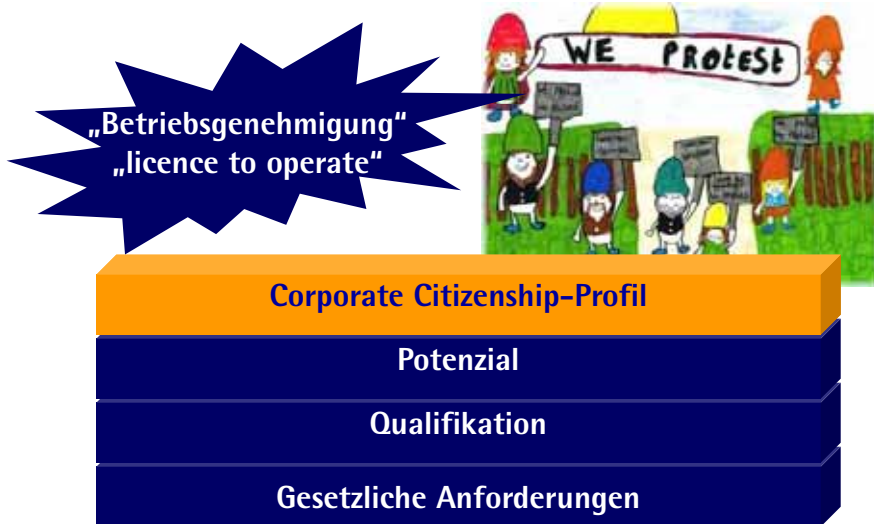 WE PROTEST
„Betriebsgenehmigung“
„licence to operate“
Corporate Citizenship-Profil
Potenzial
Qualifikation
Gesetzliche Anforderungen